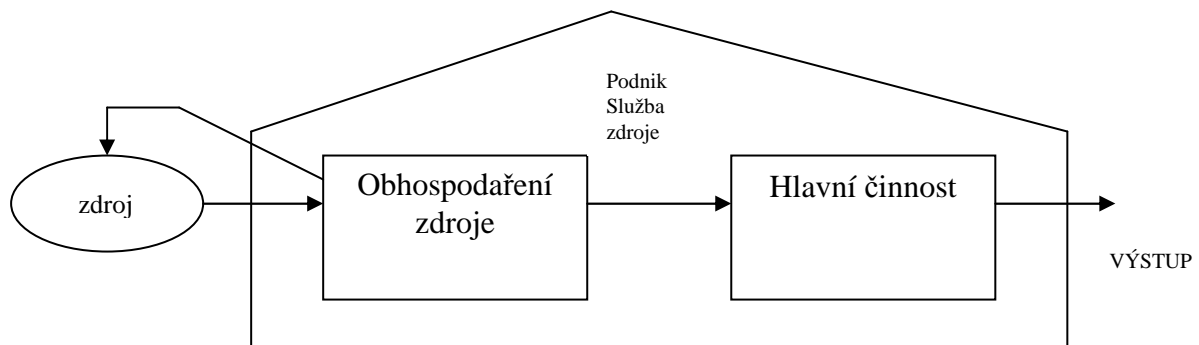 Podnik
Služba
zdroje
zdroj
Obhospodaření
zdroje
Hlavní činnost
VÝSTUP